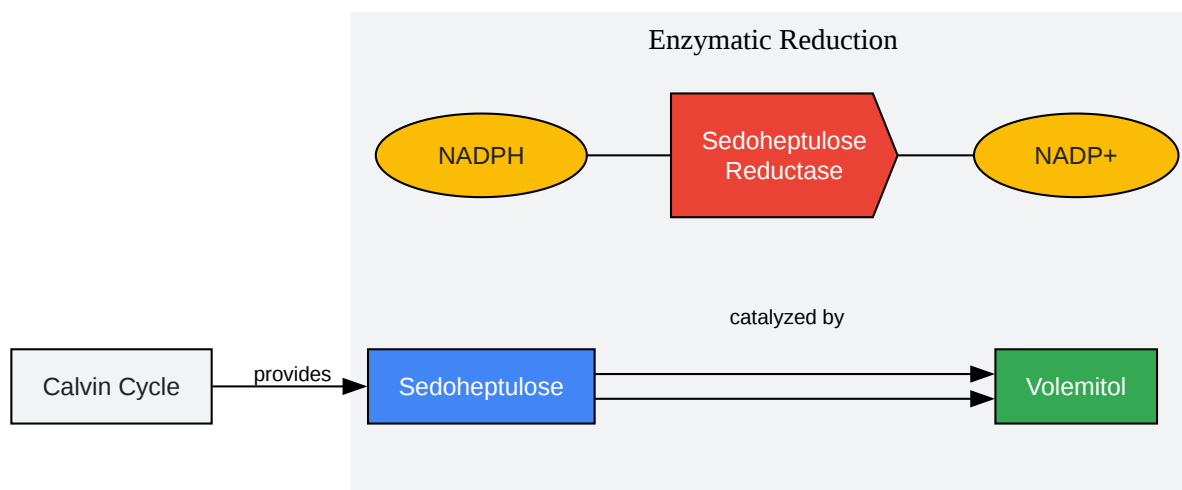 Enzymatic Reduction
NADPH
Sedoheptulose
Reductase
NADP+
catalyzed by
Calvin Cycle
provides
Sedoheptulose
Volemitol